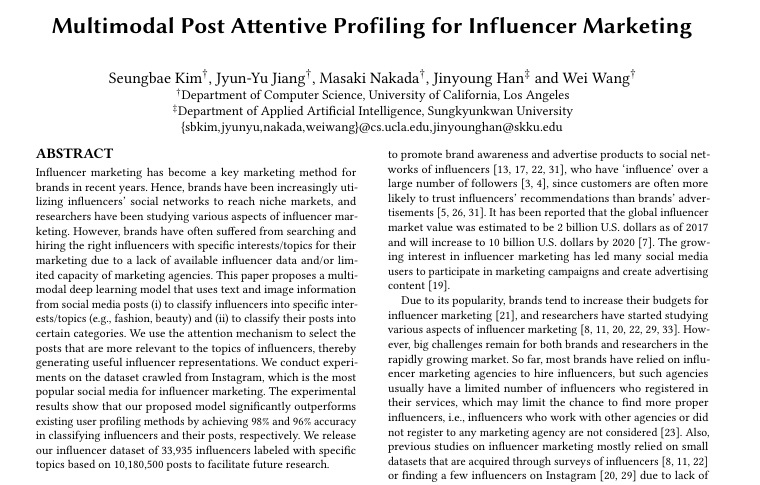 Multimodal Post Attentive Profiling for Influencer Marketing
Seungbae Kim†, Jyun-Yu Jiang†, Masaki Nakada†, Jinyoung Han‡ and Wei Wang†
†Department of Computer Science, University of California, Los Angeles
‡Department of Applied Artificial Intelligence, Sungkyunkwan University
{sbkim,jyunyu,nakada,weiwang}@cs.ucla.edu,jinyounghan@skku.edu
ABSTRACT
Influencer marketing has become a key marketing method for
brands in recent years. Hence, brands have been increasingly uti-
lizing influencers' social networks to reach niche markets, and
researchers have been studying various aspects of influencer mar-
keting. However, brands have often suffered from searching and
hiring the right influencers with specific interests/topics for their
marketing due to a lack of available influencer data and/or lim-
ited capacity of marketing agencies. This paper proposes a multi-
modal deep learning model that uses text and image information
from social media posts (i) to classify influencers into specific inter-
ests/topics (e.g., fashion, beauty) and (ii) to classify their posts into
certain categories. We use the attention mechanism to select the
posts that are more relevant to the topics of influencers, thereby
generating useful influencer representations. We conduct experi-
ments on the dataset crawled from Instagram, which is the most
popular social media for influencer marketing. The experimental
results show that our proposed model significantly outperforms
existing user profiling methods by achieving 98% and 96% accuracy
in classifying influencers and their posts, respectively. We release
our influencer dataset of 33,935 influencers labeled with specific
topics based on 10,180,500 posts to facilitate future research.
to promote brand awareness and advertise products to social net-
works of influencers [13, 17, 22, 31], who have 'influence' over a
large number of followers [3, 4], since customers are often more
likely to trust influencers' recommendations than brands' adver-
tisements [5, 26, 31]. It has been reported that the global influencer
market value was estimated to be 2 billion U.S. dollars as of 2017
and will increase to 10 billion U.S. dollars by 2020 [7]. The grow-
ing interest in influencer marketing has led many social media
users to participate in marketing campaigns and create advertising
content [19].
Due to its popularity, brands tend to increase their budgets for
influencer marketing [21], and researchers have started studying
various aspects of influencer marketing [8, 11, 20, 22, 29, 33]. How-
ever, big challenges remain for both brands and researchers in the
rapidly growing market. So far, most brands have relied on influ-
encer marketing agencies to hire influencers, but such agencies
usually have a limited number of influencers who registered in
their services, which may limit the chance to find more proper
influencers, i.e., influencers who work with other agencies or did
not register to any marketing agency are not considered [23]. Also,
previous studies on influencer marketing mostly relied on small
datasets that are acquired through surveys of influencers [8, 11, 22]
or finding a few influencers on Instagram [20, 29] due to lack of